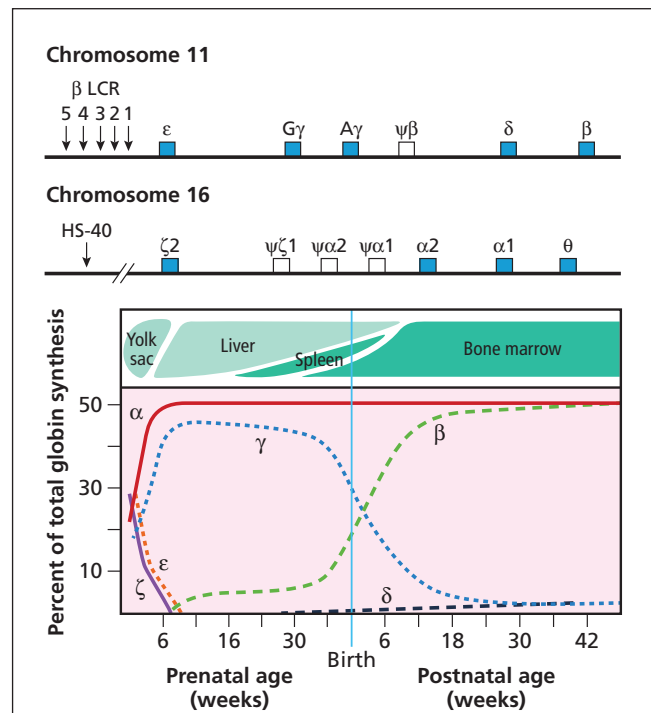 Chromosome 11
β LCR
5 4 3 2 1
ε Gγ Aγ ψβ δ β
Chromosome 16
HS-40
ζ2 ψζ1 ψα2 ψα1 α2 α1 θ
Yolk
sac
Liver
Spleen
Bone marrow
Percent of total globin synthesis
50
30
10
α
γ
β
ε
ζ
δ
6 16 30 6 18 30 42
Birth
Prenatal age
(weeks)
Postnatal age
(weeks)